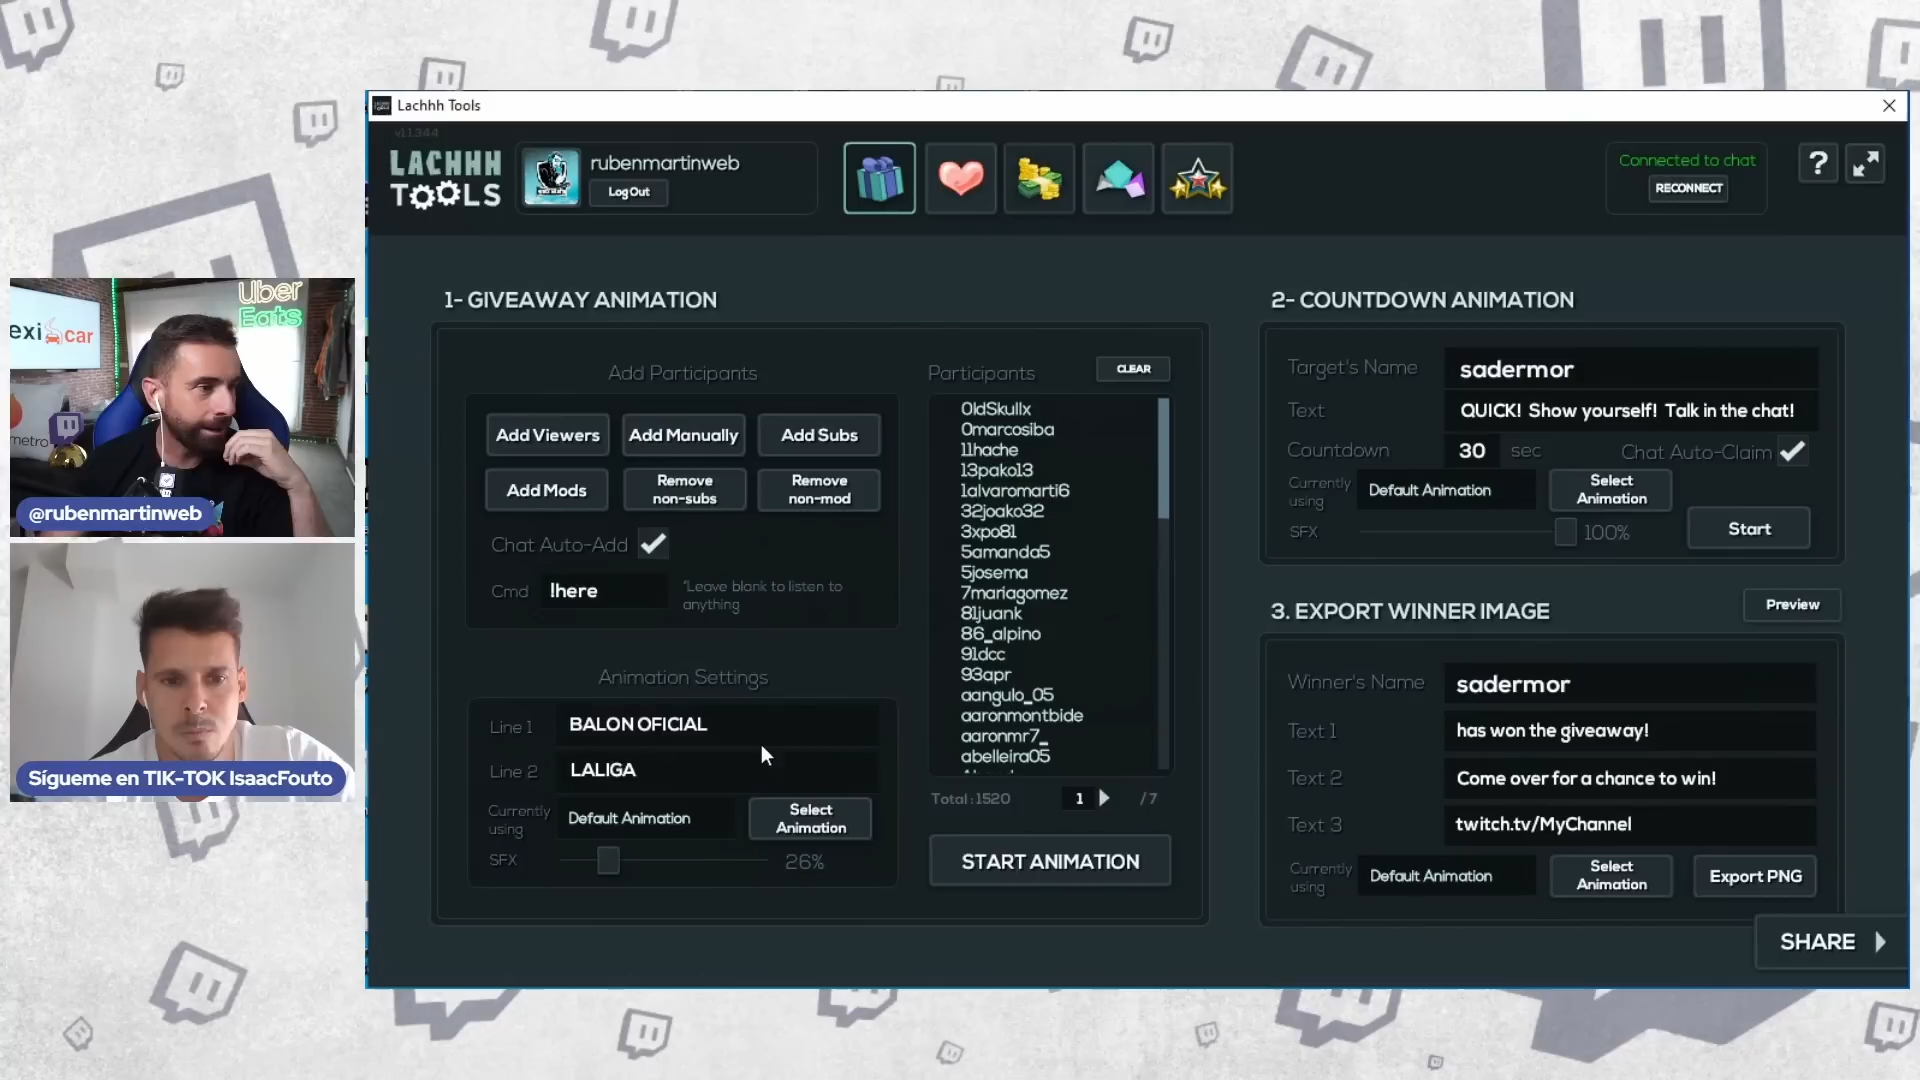 Lachhh Tools
v1.1.344
LACHHH
TOOLS
rubenmartinweb
Log Out
Connected to chat
RECONNECT
?
1- GIVEAWAY ANIMATION
Add Participants
Add Viewers
Add Manually
Add Subs
Add Mods
Remove
non-subs
Remove
non-mod
Chat Auto-Add
Cmd
!here
*Leave blank to listen to
anything
Animation Settings
Line 1
BALON OFICIAL
Line 2
LALIGA
Currently
using
Default Animation
Select
Animation
SFX
26%
Participants
CLEAR
0ldSkullx
0marcosiba
11hache
13pako13
1alvaromarti6
32joako32
3xpo81
5amanda5
5josema
7mariagomez
81juank
86_alpino
91dcc
93apr
aangulo_05
aaronmontbide
aaronmr7_
abelleira05
Total : 1520
1
/7
START ANIMATION
2- COUNTDOWN ANIMATION
Target's Name
sadermor
Text
QUICK! Show yourself! Talk in the chat!
Countdown
30
sec
Chat Auto-Claim
Currently
using
Default Animation
Select
Animation
SFX
100%
Start
3. EXPORT WINNER IMAGE
Preview
Winner's Name
sadermor
Text 1
has won the giveaway!
Text 2
Come over for a chance to win!
Text 3
twitch.tv/MyChannel
Currently
using
Default Animation
Select
Animation
Export PNG
SHARE
Uber
Eats
exi car
metro
@rubenmartinweb
Sígueme en TIK-TOK IsaacFouto